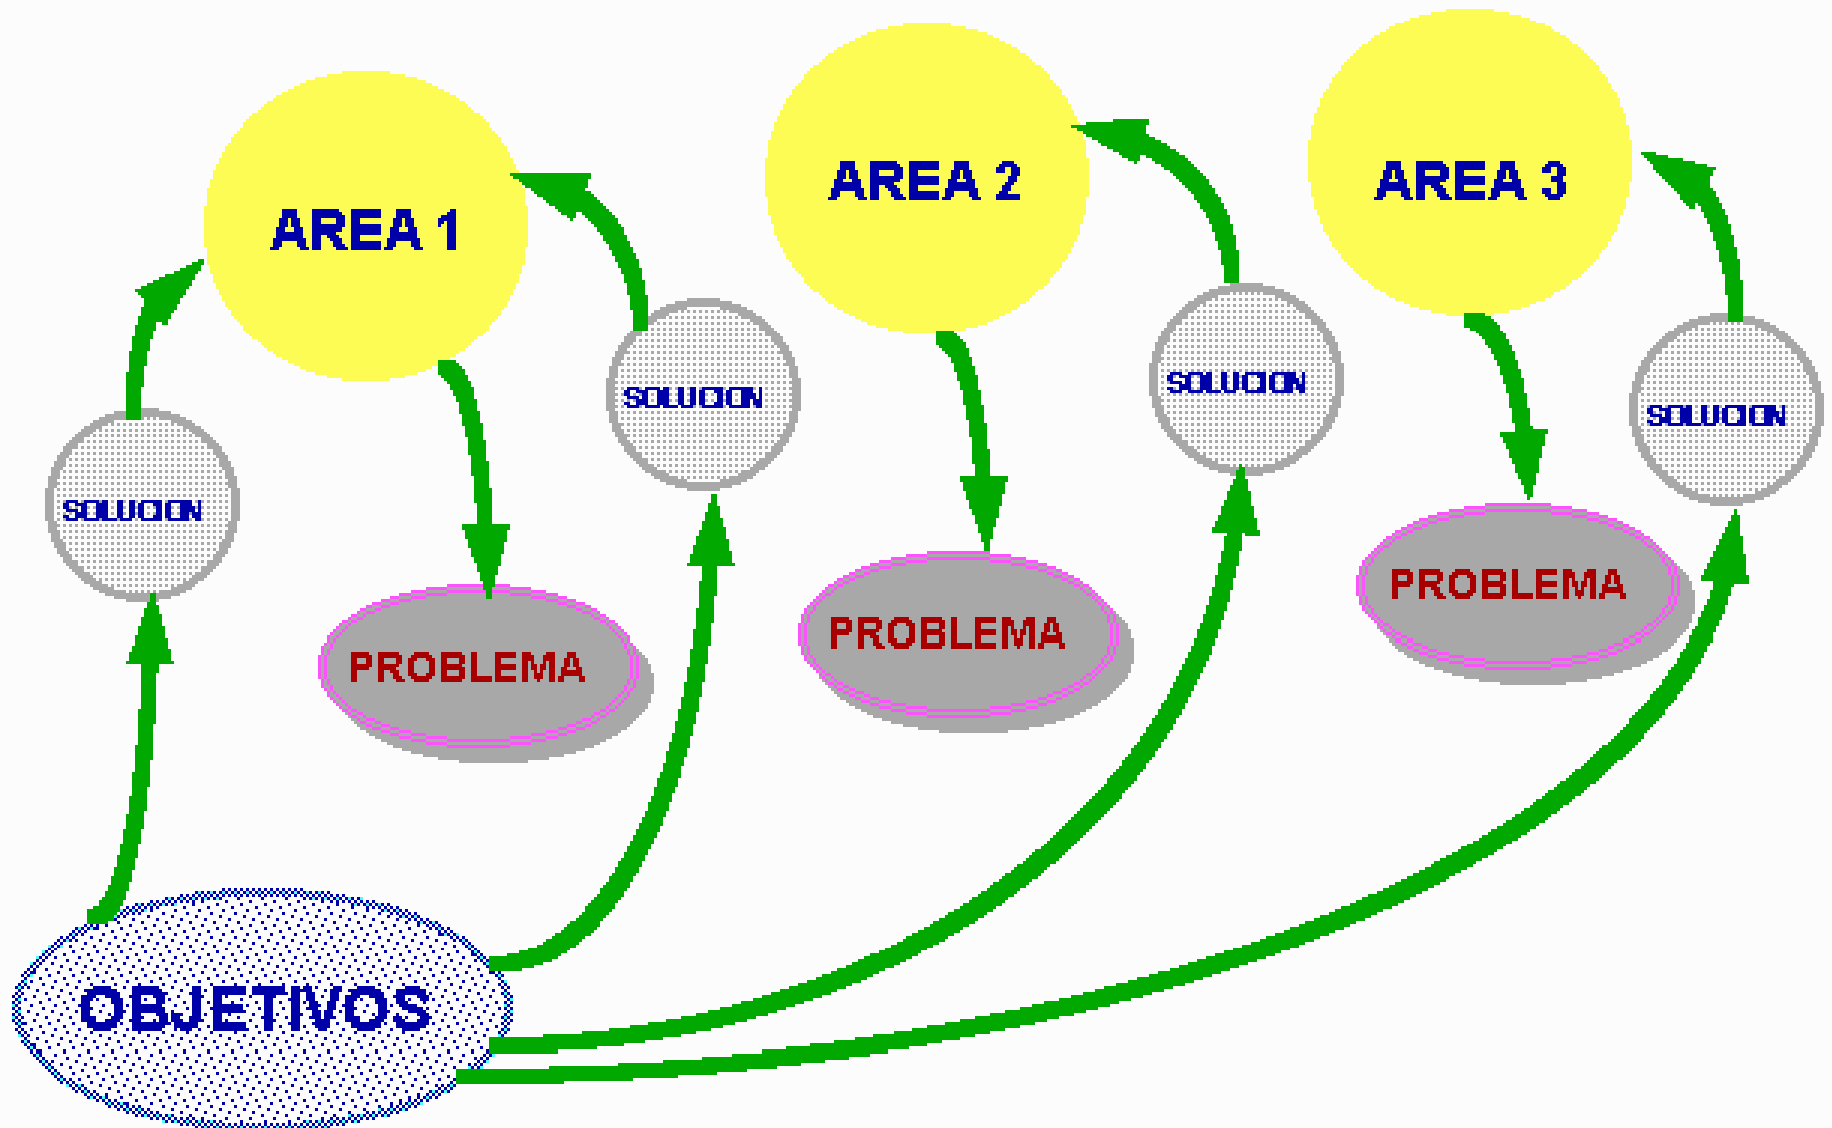 AREA 1
AREA 2
AREA 3
SOLUCION
SOLUCION
SOLUCION
SOLUCION
PROBLEMA
PROBLEMA
PROBLEMA
OBJETIVOS